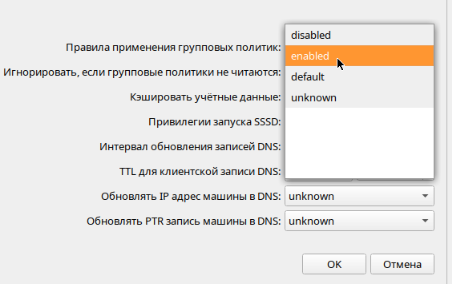 disabled
Правила применения групповых политик:
enabled
Игнорировать, если групповые политики не читаются:
default
Кэшировать учётные данные:
unknown
Привилегии запуска SSSD:
Интервал обновления записей DNS:
TTL для клиентской записи DNS:
Обновлять IP адрес машины в DNS: unknown
Обновлять PTR запись машины в DNS: unknown
OK Отмена